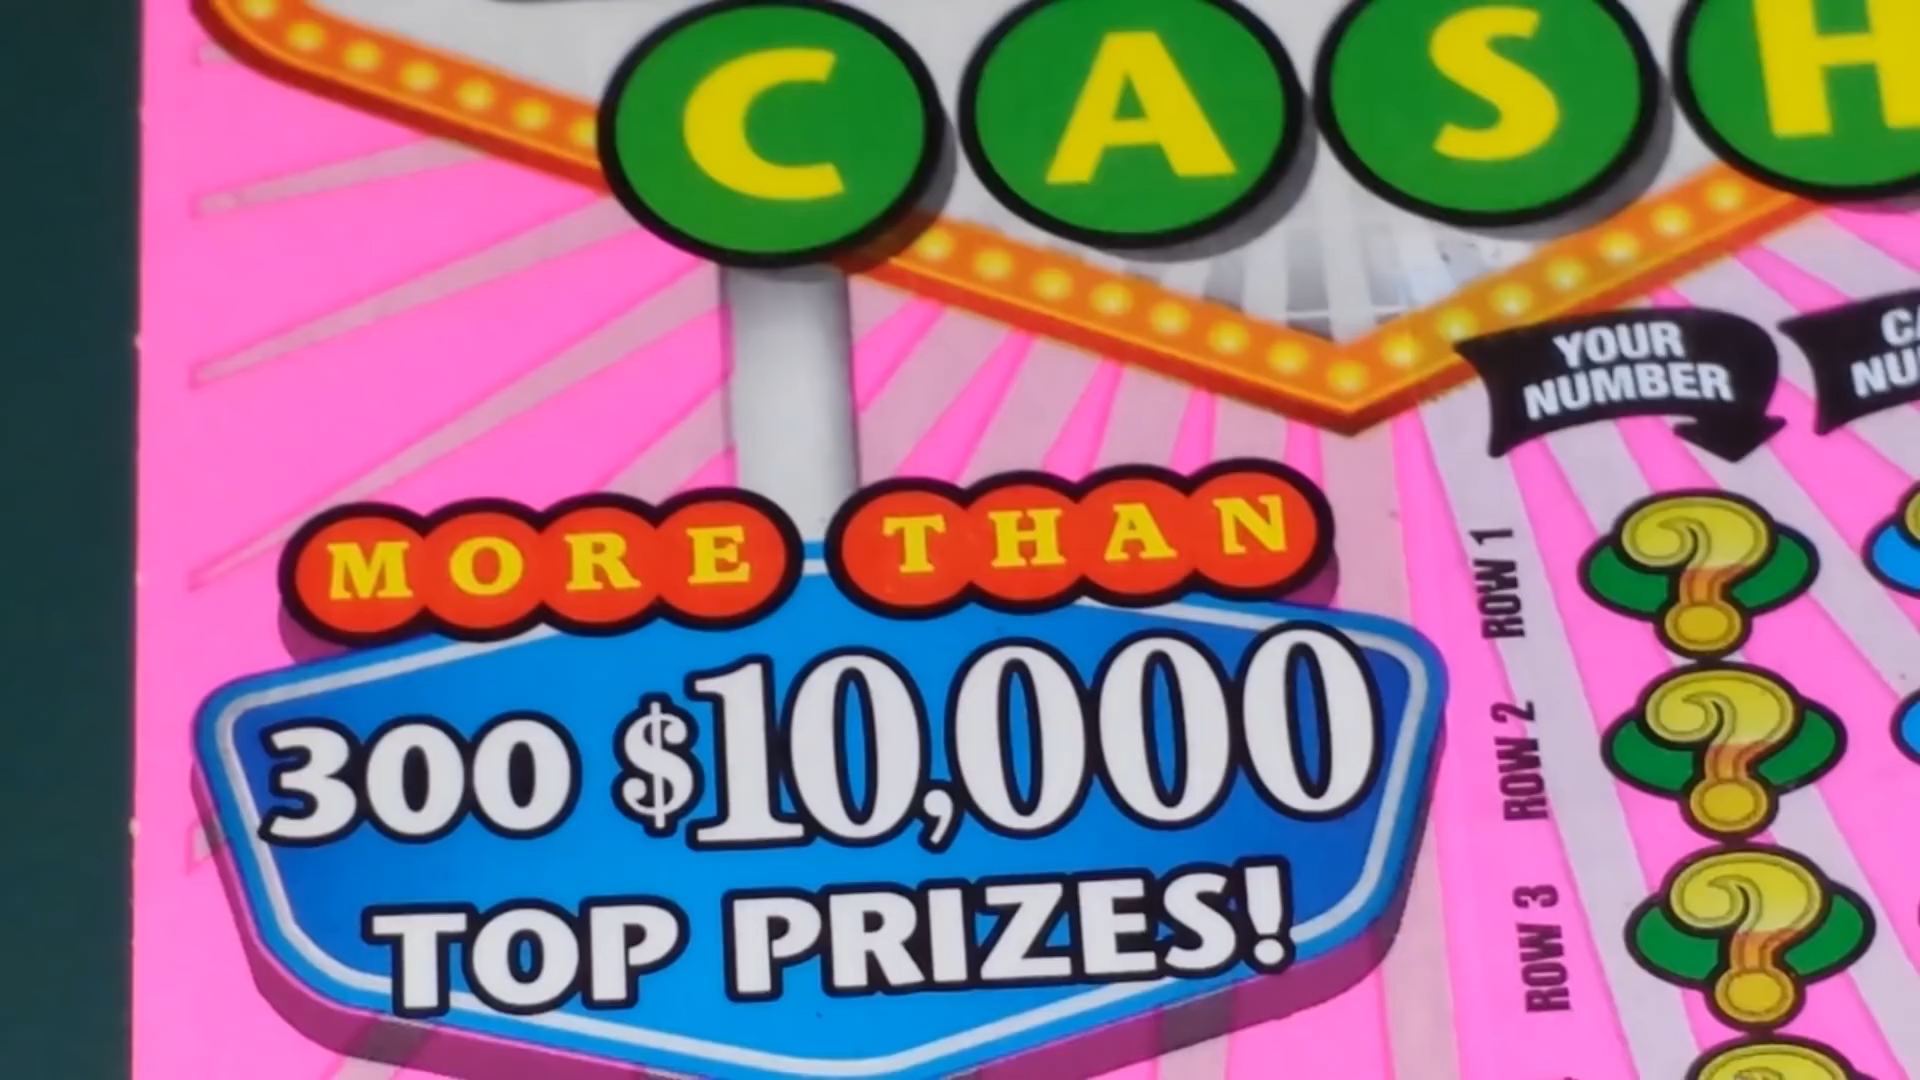 CASH
YOUR
NUMBER
MORE THAN
300 $10,000
TOP PRIZES!
ROW 1
ROW 2
ROW 3